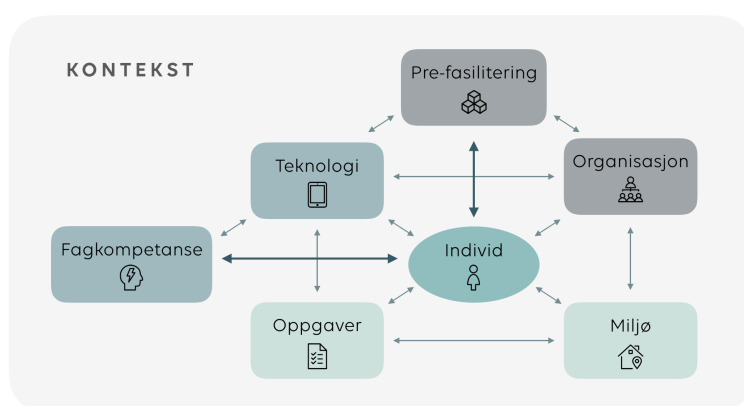 KONTEKST
Pre-fasilitering
Teknologi
Organisasjon
Fagkompetanse
Individ
Oppgaver
Miljø